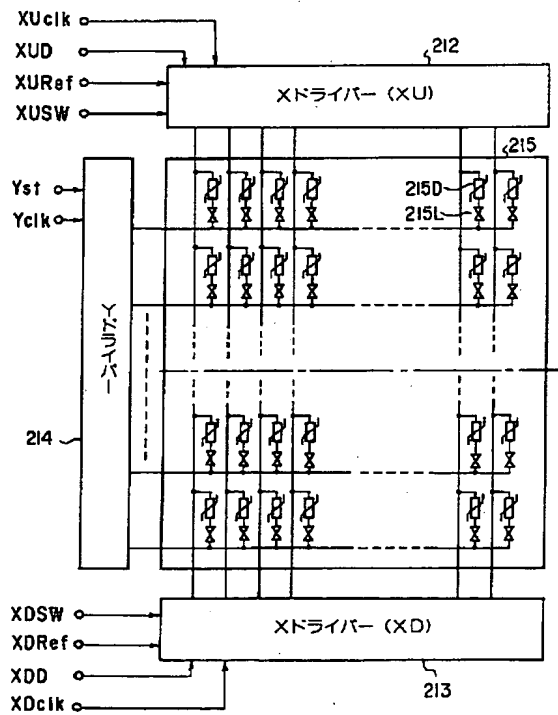 XUclk
XUD
XURef
XUSW
212
Xドライバー (XU)
215
Yst
Yclk
215D
215L
Yドライバー
214
XDSW
XDRef
XDD
XDclk
Xドライバー (XD)
213